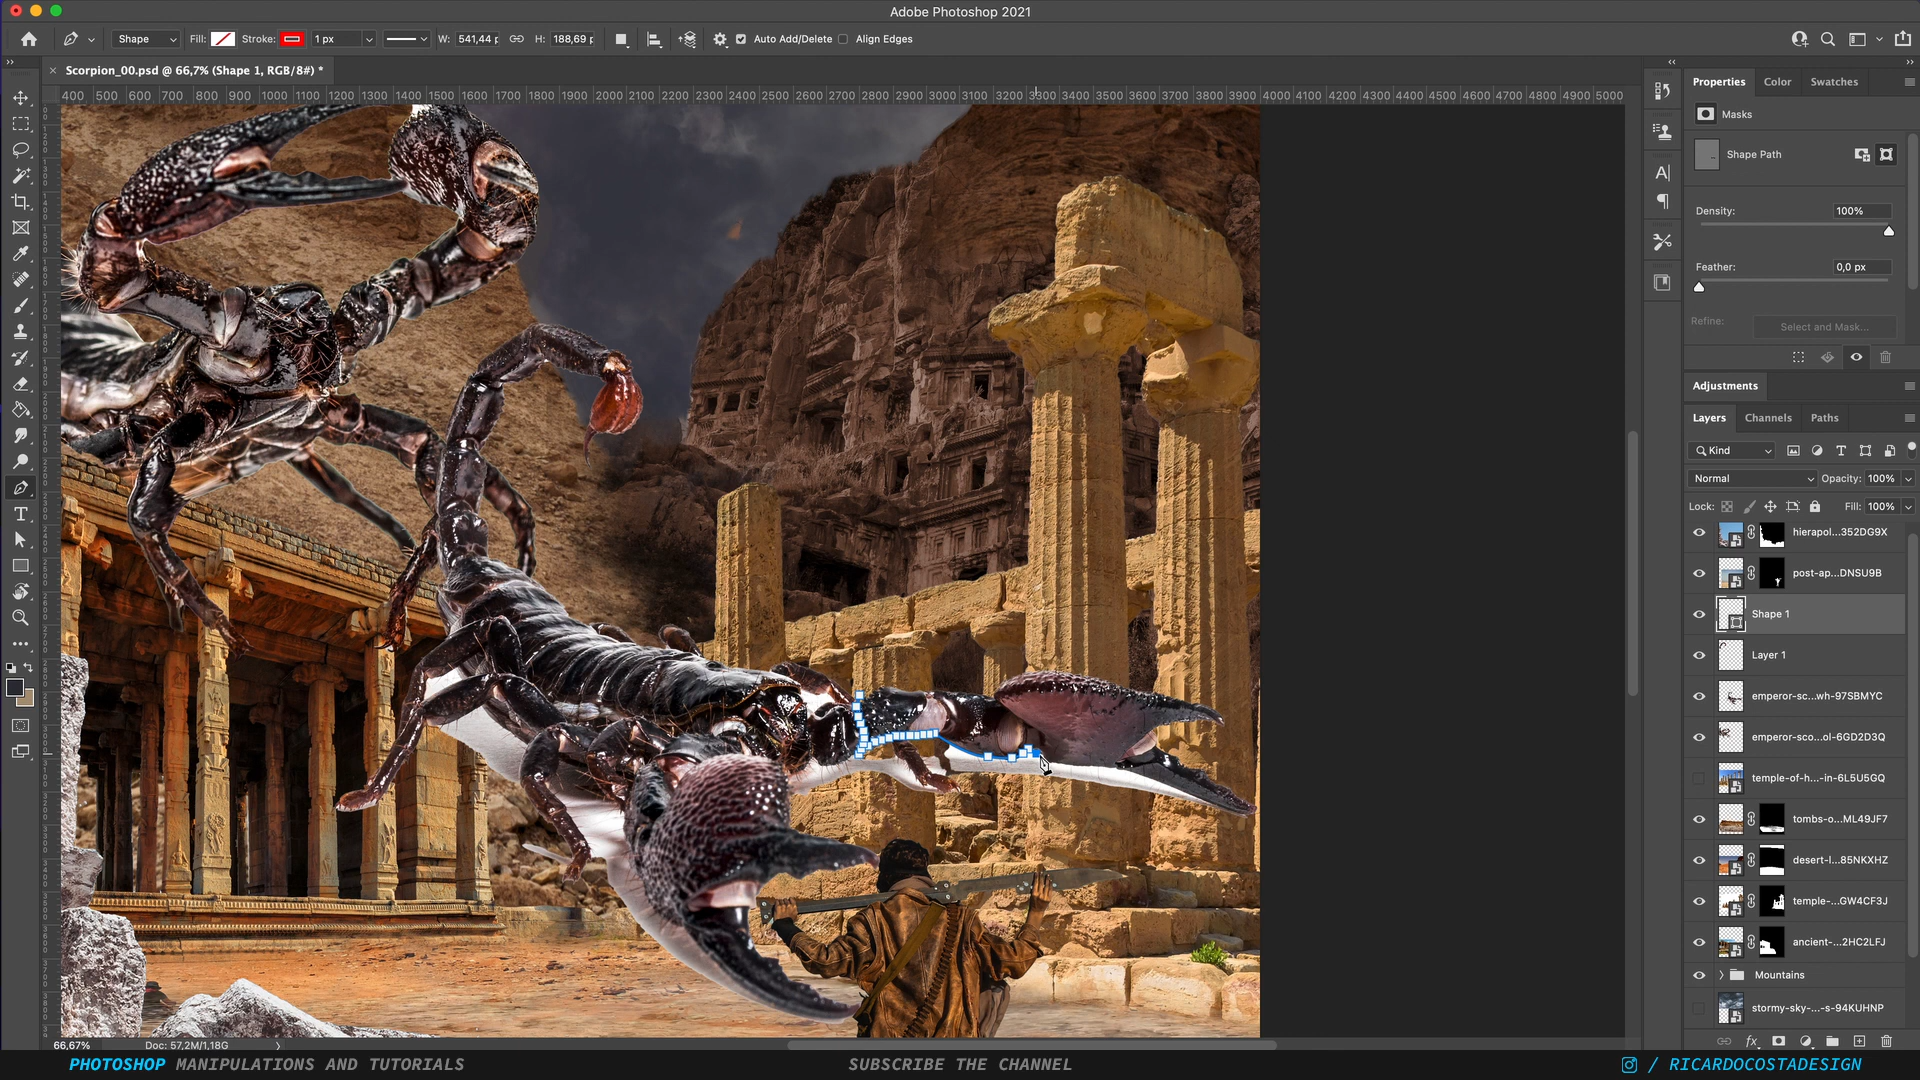 Adobe Photoshop 2021
Shape Fill: Stroke: 1 px W: 541,44 p H: 188,69 p Auto Add/Delete Align Edges
Scorpion_00.psd @ 66,7% (Shape 1, RGB/8#) *
400 500 600 700 800 900 1000 1100 1200 1300 1400 1500 1600 1700 1800 1900 2000 2100 2200 2300 2400 2500 2600 2700 2800 2900 3000 3100 3200 3300 3400 3500 3600 3700 3800 3900 4000 4100 4200 4300 4400 4500 4600 4700 4800 4900 5000
Properties Color Swatches
Masks
Shape Path
Density: 100%
Feather: 0,0 px
Refine: Select and Mask...
Adjustments
Layers Channels Paths
Kind
Normal Opacity: 100%
Lock: Fill: 100%
hierapol...352DG9X
post-ap...DNSU9B
Shape 1
Layer 1
emperor-sc...wh-97SBMYC
emperor-sco...ol-6GD2D3Q
temple-of-h...-in-6L5U5GQ
tombs-o...ML49JF7
desert-l...85NKXHZ
temple-...GW4CF3J
ancient-...2HC2LFJ
Mountains
stormy-sky-...-s-94KUHNP
66,67% Doc: 57,2M/1,18G
PHOTOSHOP MANIPULATIONS AND TUTORIALS
SUBSCRIBE THE CHANNEL
/ RICARDOCOSTADESIGN